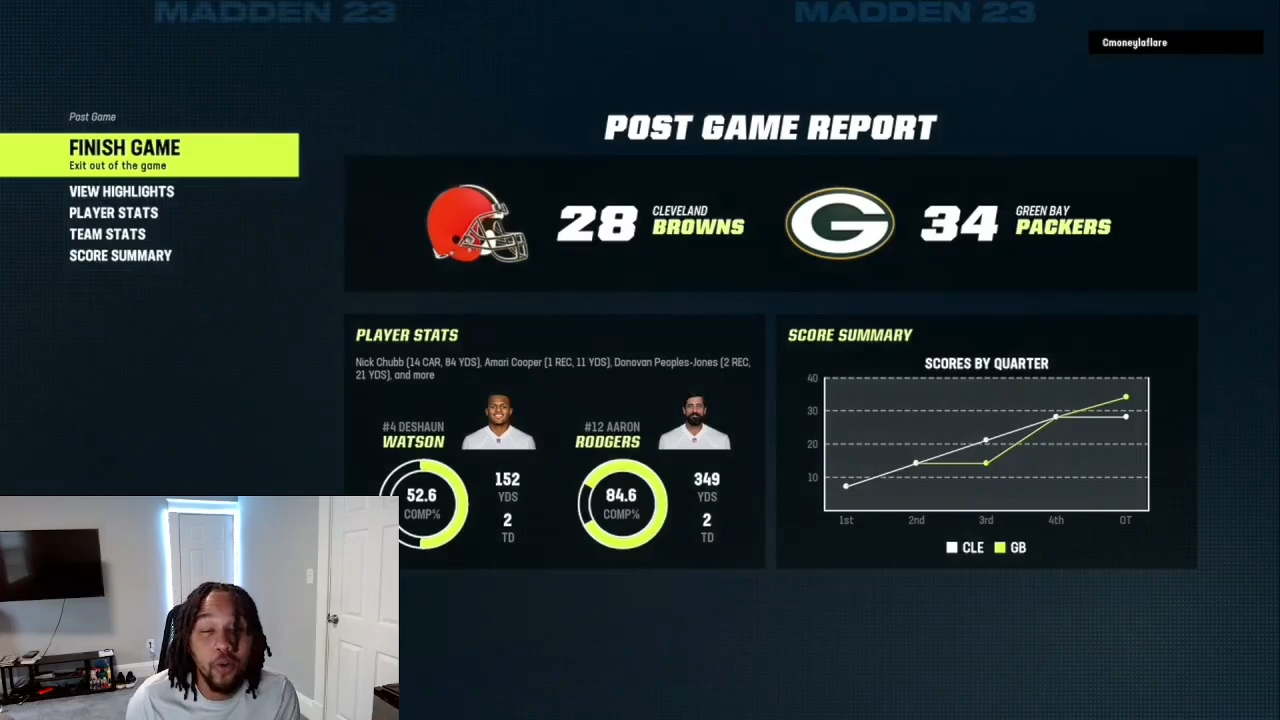 MADDEN 23 MADDEN 23
Cmoneylaflare
Post Game
FINISH GAME
Exit out of the game
VIEW HIGHLIGHTS
PLAYER STATS
TEAM STATS
SCORE SUMMARY
POST GAME REPORT
28 CLEVELAND BROWNS
G 34 GREEN BAY PACKERS
PLAYER STATS
Nick Chubb (14 CAR, 84 YDS), Amari Cooper (1 REC, 11 YDS), Donovan Peoples-Jones (2 REC,
21 YDS), and more
#4 DESHAUN
WATSON
52.6
COMP%
152
YDS
2
TD
#12 AARON
RODGERS
84.6
COMP%
349
YDS
2
TD
SCORE SUMMARY
SCORES BY QUARTER
40
30
20
10
1st 2nd 3rd 4th OT
CLE GB